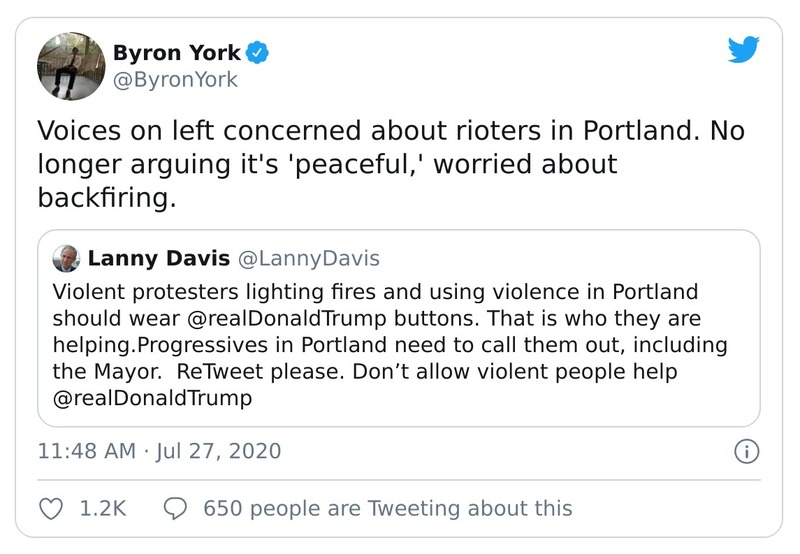 Byron York
@ByronYork
Voices on left concerned about rioters in Portland. No
longer arguing it's 'peaceful,' worried about
backfiring.
Lanny Davis @LannyDavis
Violent protesters lighting fires and using violence in Portland
should wear @realDonaldTrump buttons. That is who they are
helping.Progressives in Portland need to call them out, including
the Mayor.  ReTweet please. Don’t allow violent people help
@realDonaldTrump
11:48 AM · Jul 27, 2020
1.2K 650 people are Tweeting about this